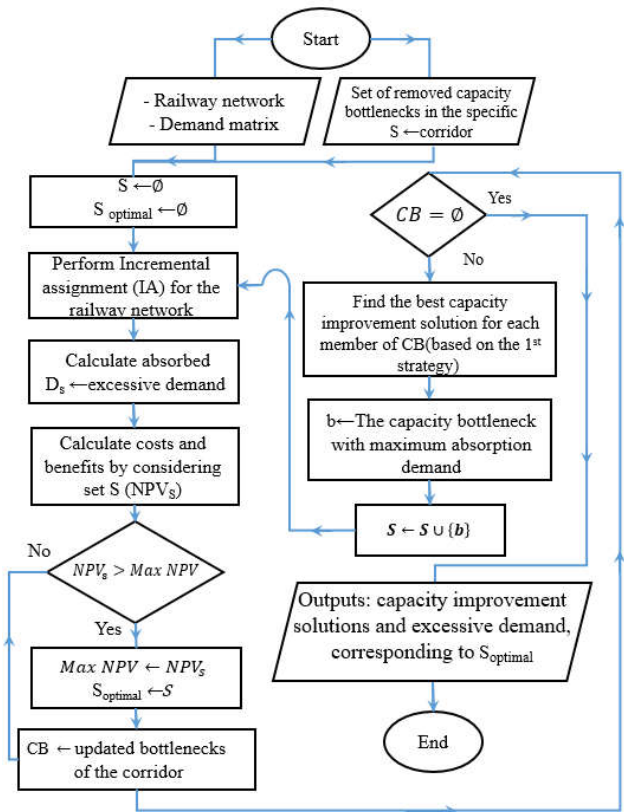 Start
- Railway network
- Demand matrix
Set of removed capacity
bottlenecks in the specific
S ←corridor
S ←∅
S optimal ←∅
Perform Incremental
assignment (IA) for the
railway network
Calculate absorbed
Dₛ ←excessive demand
Calculate costs and
benefits by considering
set S (NPV_S)
No
NPVₛ > Max NPV
Yes
Max NPV ← NPVₛ
S_optimal ←S
CB ← updated bottlenecks
of the corridor
CB = ∅
Yes
No
Find the best capacity
improvement solution for each
member of CB(based on the 1st
strategy)
b←The capacity bottleneck
with maximum absorption
demand
S ← S ∪ {b}
Outputs: capacity improvement
solutions and excessive demand,
corresponding to S_optimal
End